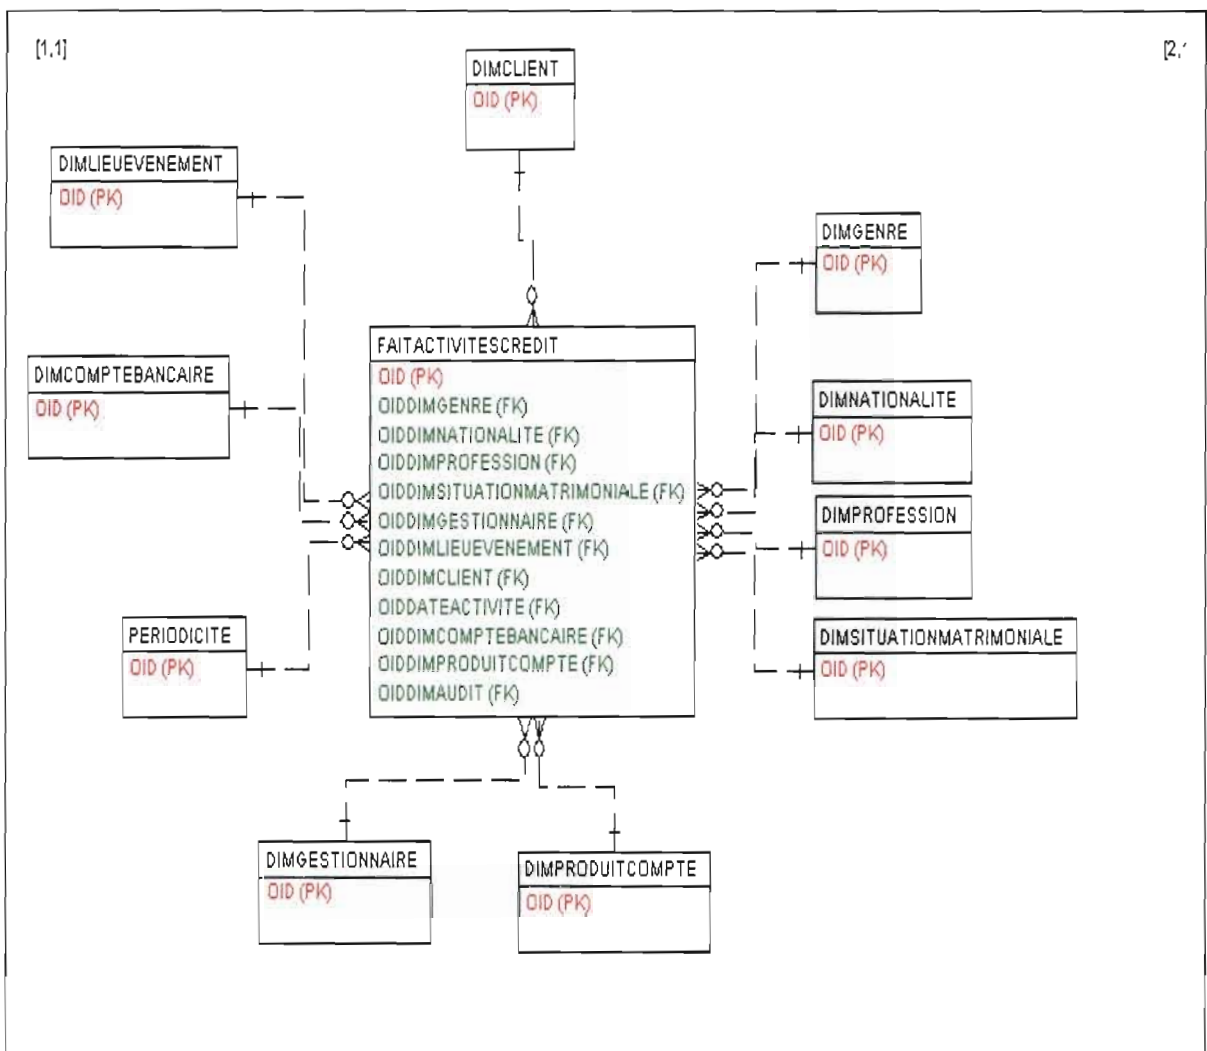 [1,1]
[2,
DIMCLIENT
OID (PK)
DIMLIEUEVENEMENT
OID (PK)
DIMGENRE
OID (PK)
DIMCOMPTEBANCAIRE
OID (PK)
FAITACTIVITESCREDIT
OID (PK)
OIDDIMGENRE (FK)
OIDDIMNATIONALITE (FK)
OIDDIMPROFESSION (FK)
OIDDIMSITUATIONMATRIMONIALE (FK)
OIDDIMGESTIONNAIRE (FK)
OIDDIMLIEUEVENEMENT (FK)
OIDDIMCLIENT (FK)
OIDDATEACTIVITE (FK)
OIDDIMCOMPTEBANCAIRE (FK)
OIDDIMPRODUITCOMPTE (FK)
OIDDIMAUDIT (FK)
DIMNATIONALITE
OID (PK)
DIMPROFESSION
OID (PK)
PERIODICITE
OID (PK)
DIMSITUATIONMATRIMONIALE
OID (PK)
DIMGESTIONNAIRE
OID (PK)
DIMPRODUITCOMPTE
OID (PK)